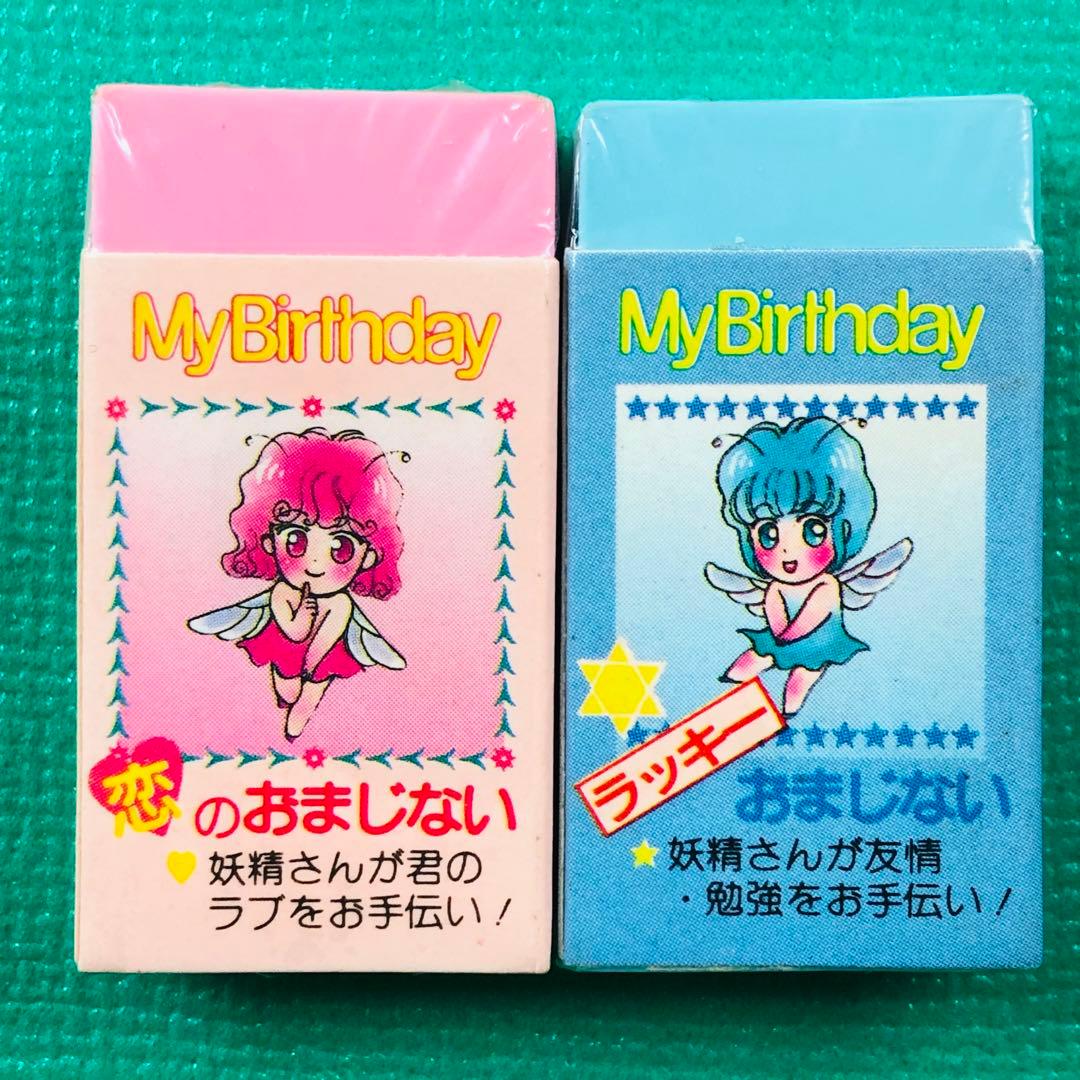 MyBirthday
恋のおまじない
妖精さんが君の
ラブをお手伝い!
MyBirthday
ラッキー
おまじない
妖精さんが友情
・勉強をお手伝い!